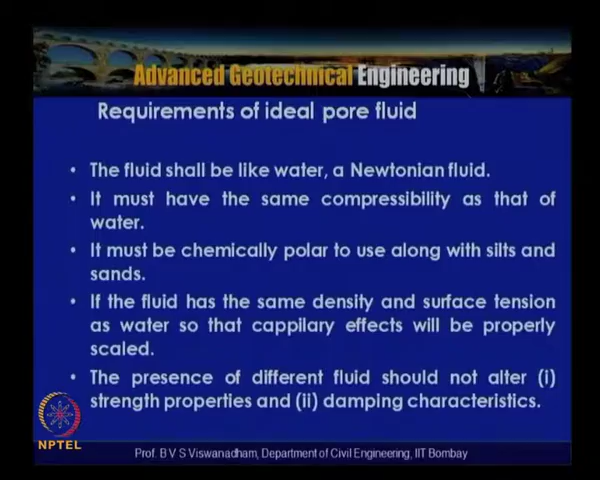 Advanced Geotechnical Engineering
Requirements of ideal pore fluid
• The fluid shall be like water, a Newtonian fluid.
• It must have the same compressibility as that of
water.
• It must be chemically polar to use along with silts and
sands.
• If the fluid has the same density and surface tension
as water so that cappilary effects will be properly
scaled.
• The presence of different fluid should not alter (i)
strength properties and (ii) damping characteristics.
NPTEL
Prof. B V S Viswanadham, Department of Civil Engineering, IIT Bombay